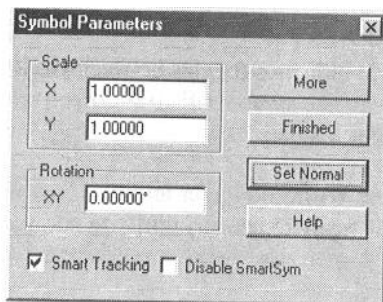 Symbol Parameters
Scale
X 1.00000
Y 1.00000
Rotation
XY 0.00000°
More
Finished
Set Normal
Help
Smart Tracking
Disable SmartSym